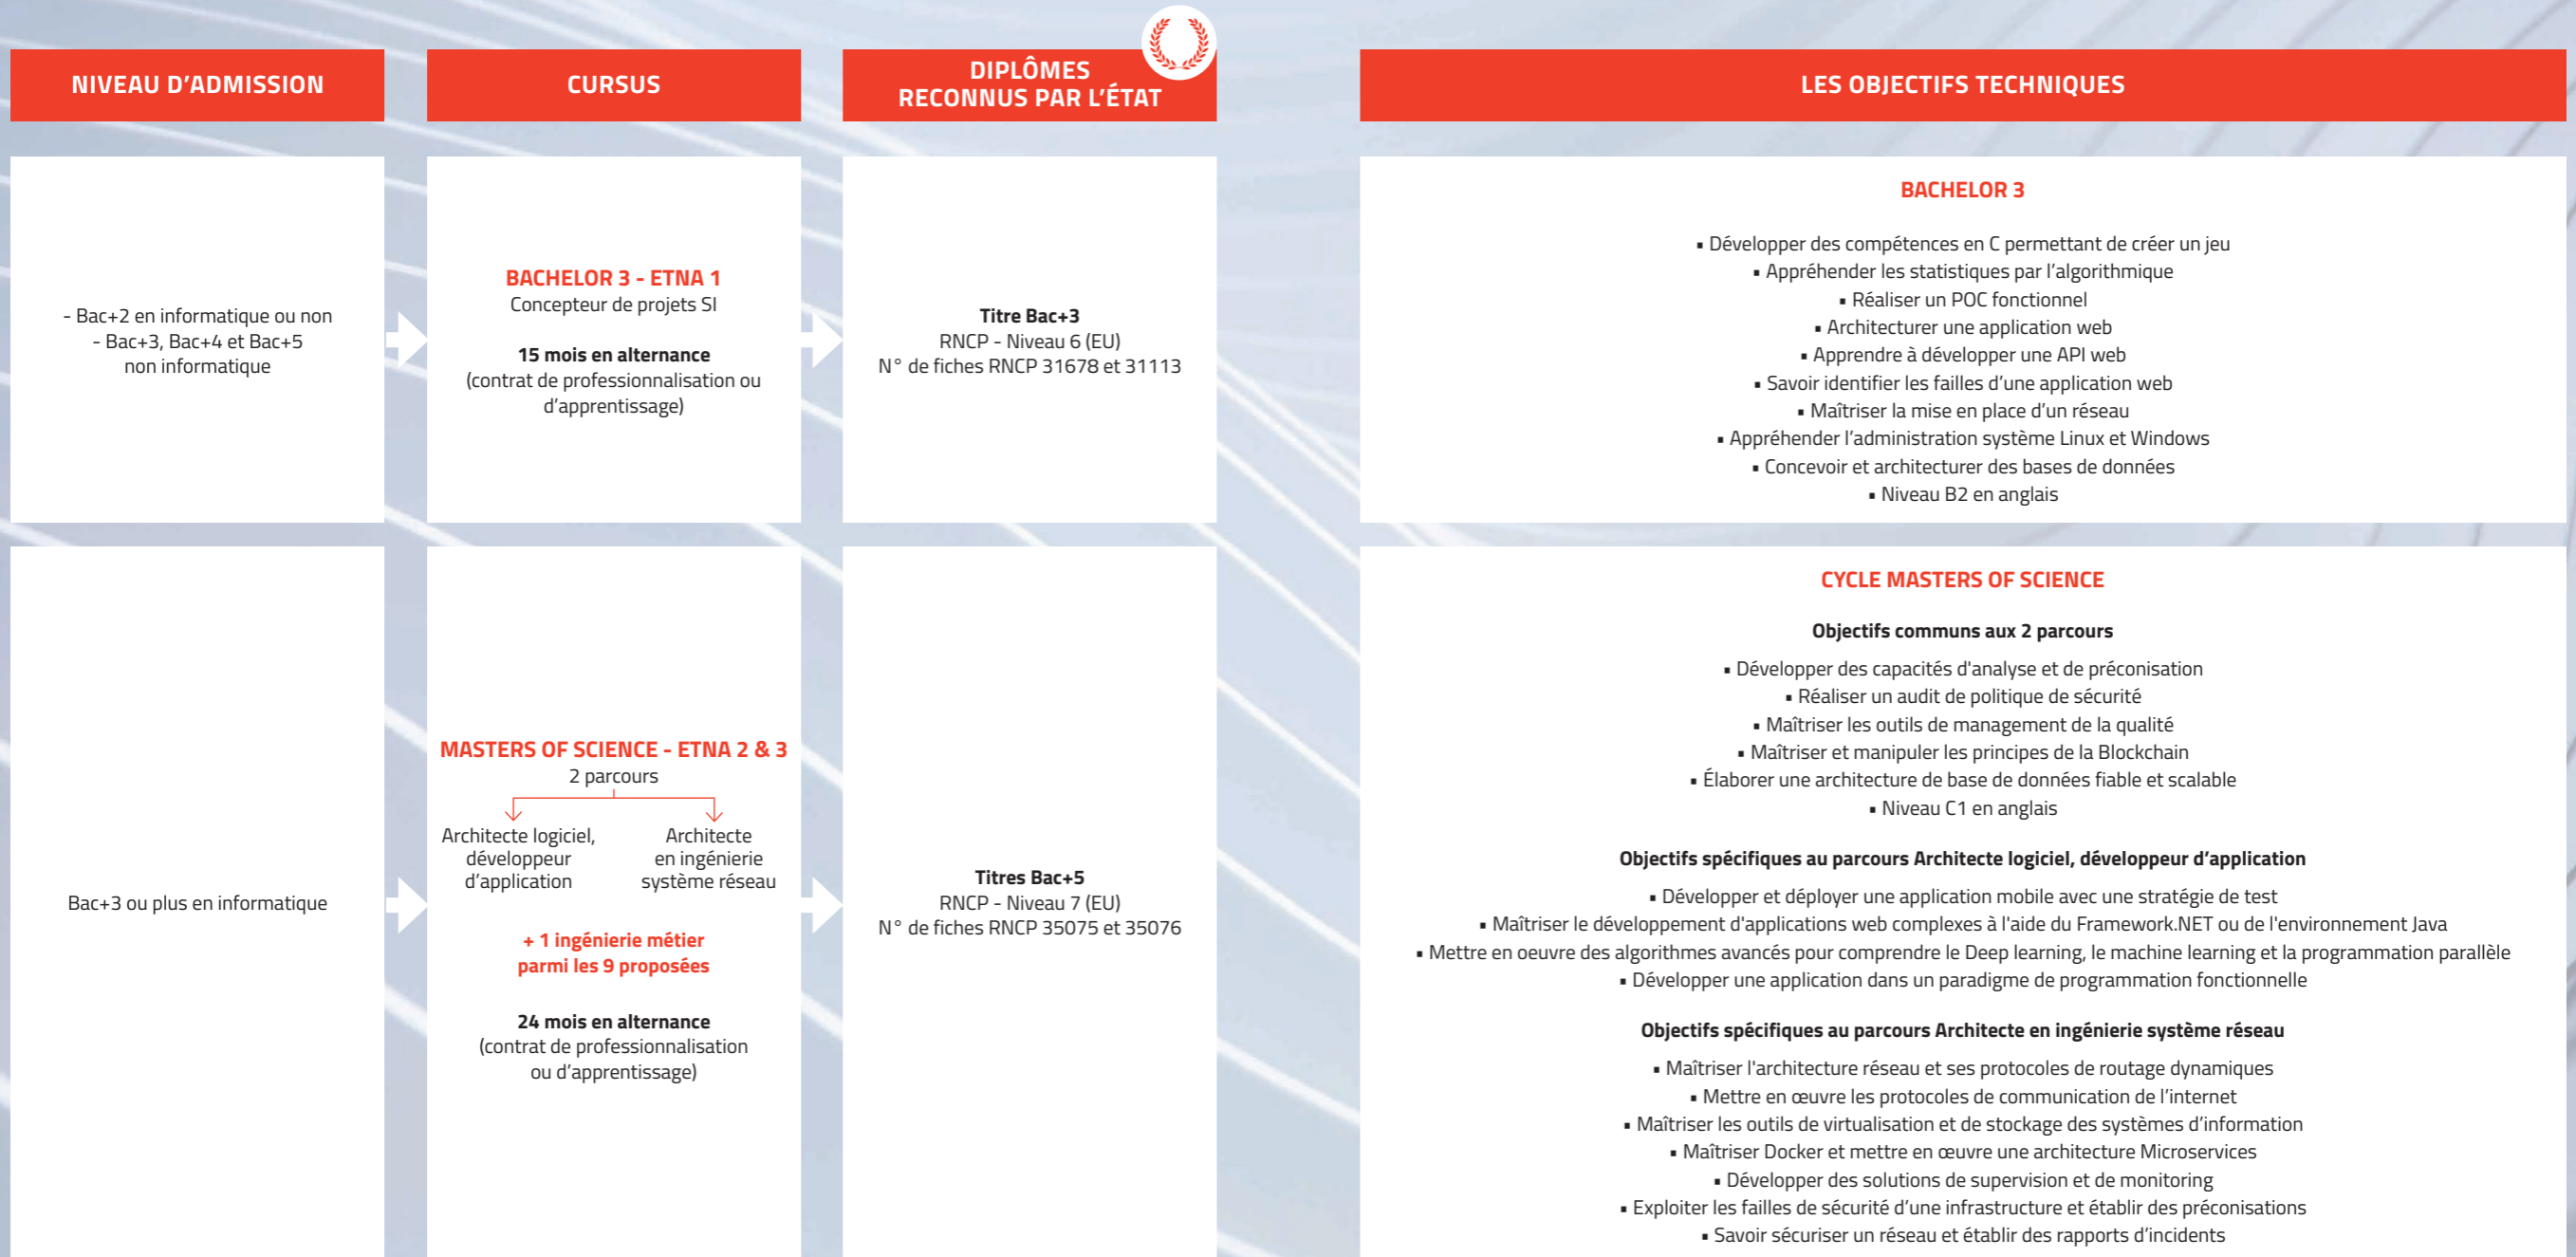 NIVEAU D'ADMISSION
CURSUS
DIPLÔMES
RECONNUS PAR L'ÉTAT
LES OBJECTIFS TECHNIQUES
- Bac+2 en informatique ou non
- Bac+3, Bac+4 et Bac+5
non informatique
BACHELOR 3 - ETNA 1
Concepteur de projets SI
15 mois en alternance
(contrat de professionnalisation ou
d'apprentissage)
Titre Bac+3
RNCP - Niveau 6 (EU)
N° de fiches RNCP 31678 et 31113
BACHELOR 3
▪ Développer des compétences en C permettant de créer un jeu
▪ Appréhender les statistiques par l'algorithmique
▪ Réaliser un POC fonctionnel
▪ Architecturer une application web
▪ Apprendre à développer une API web
▪ Savoir identifier les failles d'une application web
▪ Maîtriser la mise en place d'un réseau
▪ Appréhender l'administration système Linux et Windows
▪ Concevoir et architecturer des bases de données
▪ Niveau B2 en anglais
Bac+3 ou plus en informatique
MASTERS OF SCIENCE - ETNA 2 & 3
2 parcours
Architecte logiciel,
développeur
d'application
Architecte
en ingénierie
système réseau
+ 1 ingénierie métier
parmi les 9 proposées
24 mois en alternance
(contrat de professionnalisation
ou d'apprentissage)
Titres Bac+5
RNCP - Niveau 7 (EU)
N° de fiches RNCP 35075 et 35076
CYCLE MASTERS OF SCIENCE
Objectifs communs aux 2 parcours
▪ Développer des capacités d'analyse et de préconisation
▪ Réaliser un audit de politique de sécurité
▪ Maîtriser les outils de management de la qualité
▪ Maîtriser et manipuler les principes de la Blockchain
▪ Élaborer une architecture de base de données fiable et scalable
▪ Niveau C1 en anglais
Objectifs spécifiques au parcours Architecte logiciel, développeur d'application
▪ Développer et déployer une application mobile avec une stratégie de test
▪ Maîtriser le développement d'applications web complexes à l'aide du Framework.NET ou de l'environnement Java
▪ Mettre en oeuvre des algorithmes avancés pour comprendre le Deep learning, le machine learning et la programmation parallèle
▪ Développer une application dans un paradigme de programmation fonctionnelle
Objectifs spécifiques au parcours Architecte en ingénierie système réseau
▪ Maîtriser l'architecture réseau et ses protocoles de routage dynamiques
▪ Mettre en œuvre les protocoles de communication de l'internet
▪ Maîtriser les outils de virtualisation et de stockage des systèmes d'information
▪ Maîtriser Docker et mettre en œuvre une architecture Microservices
▪ Développer des solutions de supervision et de monitoring
▪ Exploiter les failles de sécurité d'une infrastructure et établir des préconisations
▪ Savoir sécuriser un réseau et établir des rapports d'incidents